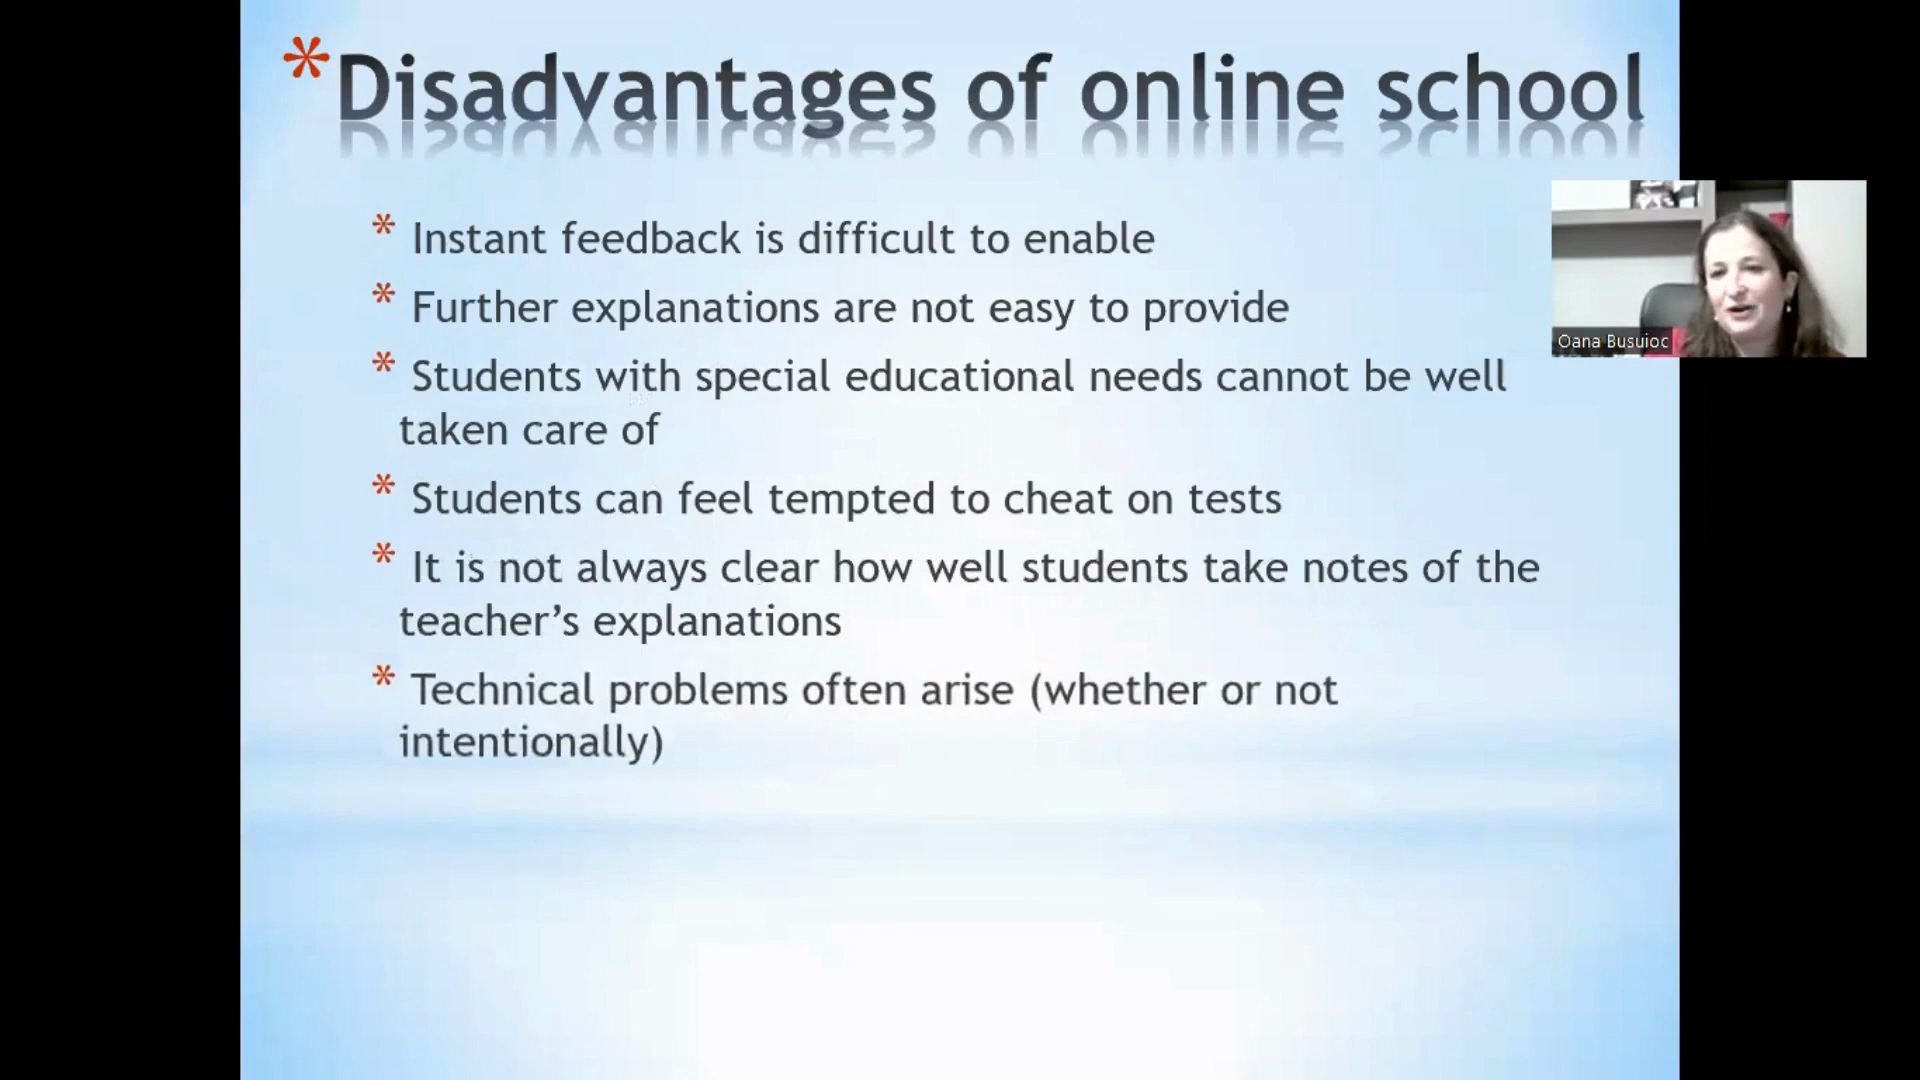 *Disadvantages of online school
* Instant feedback is difficult to enable
* Further explanations are not easy to provide
* Students with special educational needs cannot be well
taken care of
* Students can feel tempted to cheat on tests
* It is not always clear how well students take notes of the
teacher’s explanations
* Technical problems often arise (whether or not
intentionally)
Oana Busuioc